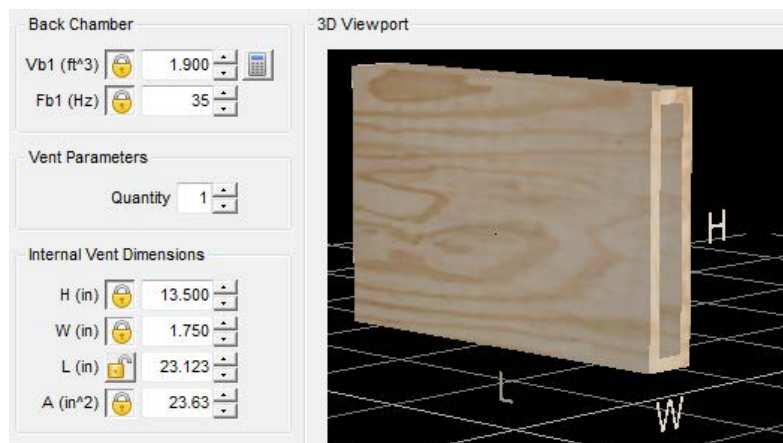 Back Chamber
Vb1 (ft^3) 1.900
Fb1 (Hz) 35
Vent Parameters
Quantity 1
Internal Vent Dimensions
H (in) 13.500
W (in) 1.750
L (in) 23.123
A (in^2) 23.63
3D Viewport
H
L
W